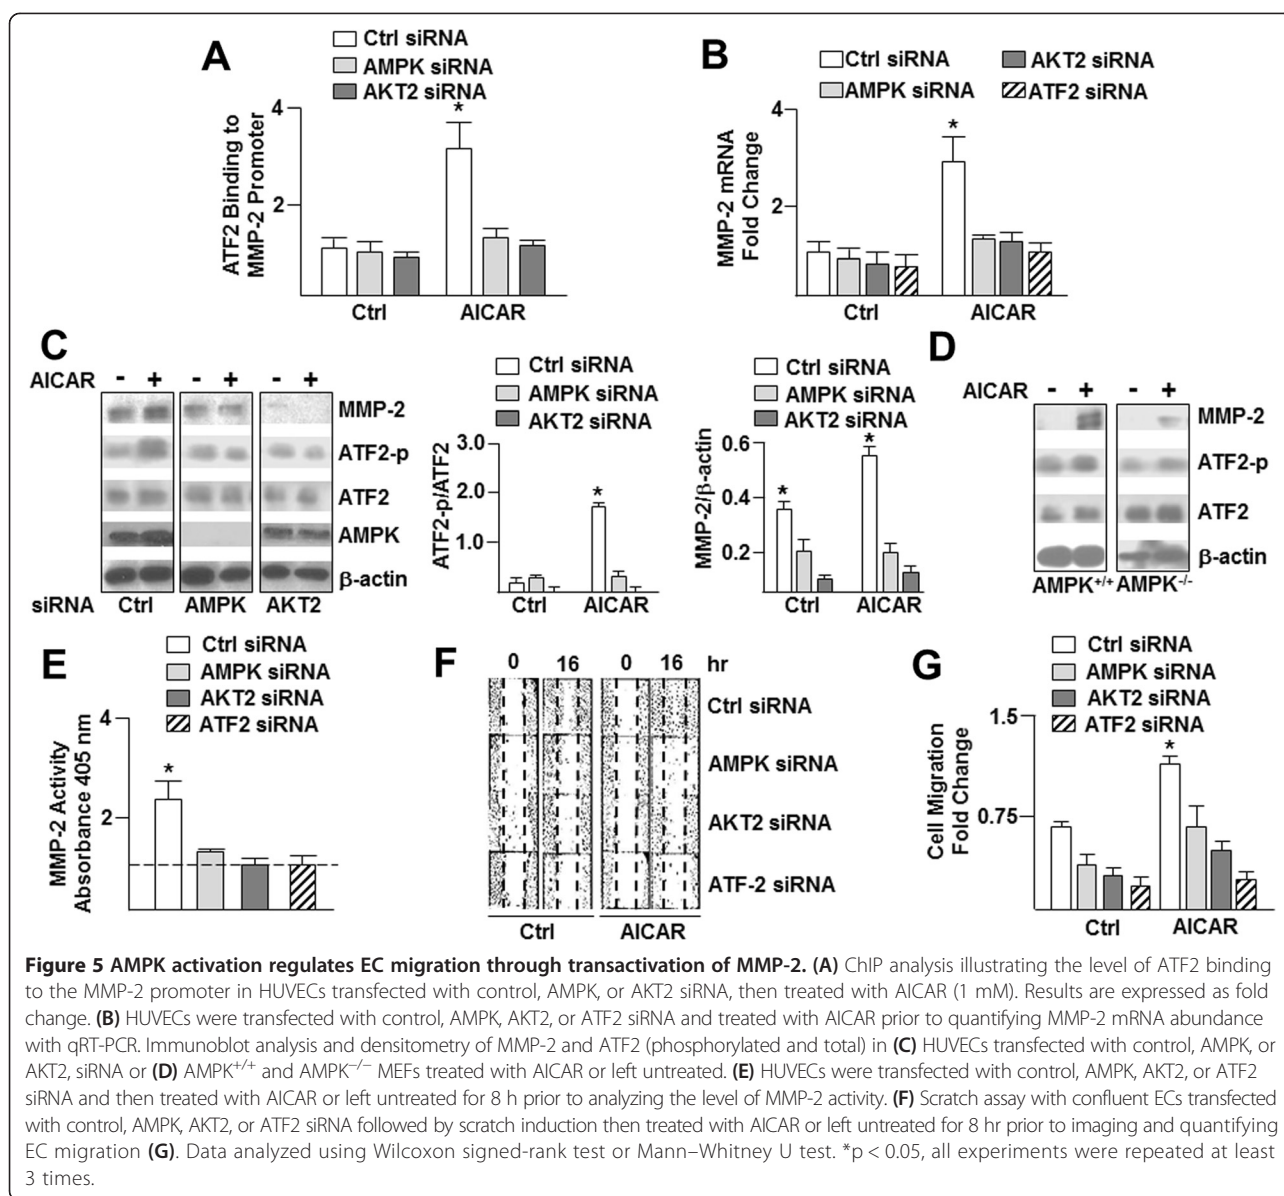 A
Ctrl siRNA
AMPK siRNA
AKT2 siRNA
ATF2 Binding to
MMP-2 Promoter
4
2
*
Ctrl
AICAR
B
Ctrl siRNA
AKT2 siRNA
AMPK siRNA
ATF2 siRNA
MMP-2 mRNA
Fold Change
4
2
*
Ctrl
AICAR
C
AICAR - + - + - +
MMP-2
ATF2-p
ATF2
AMPK
β-actin
siRNA Ctrl AMPK AKT2
Ctrl siRNA
AMPK siRNA
AKT2 siRNA
ATF2-p/ATF2
3.0
2.0
1.0
*
Ctrl
AICAR
Ctrl siRNA
AMPK siRNA
AKT2 siRNA
MMP-2/β-actin
0.6
0.4
0.2
*
*
Ctrl
AICAR
D
AICAR - + - +
MMP-2
ATF2-p
ATF2
β-actin
AMPK+/+ AMPK-/-
E
Ctrl siRNA
AMPK siRNA
AKT2 siRNA
ATF2 siRNA
MMP-2 Activity
Absorbance 405 nm
4
2
*
F
0 16 0 16 hr
Ctrl siRNA
AMPK siRNA
AKT2 siRNA
ATF-2 siRNA
Ctrl
AICAR
G
Ctrl siRNA
AMPK siRNA
AKT2 siRNA
ATF2 siRNA
Cell Migration
Fold Change
1.5
0.75
*
Ctrl
AICAR
Figure 5 AMPK activation regulates EC migration through transactivation of MMP-2. (A) ChIP analysis illustrating the level of ATF2 binding
to the MMP-2 promoter in HUVECs transfected with control, AMPK, or AKT2 siRNA, then treated with AICAR (1 mM). Results are expressed as fold
change. (B) HUVECs were transfected with control, AMPK, AKT2, or ATF2 siRNA and treated with AICAR prior to quantifying MMP-2 mRNA abundance
with qRT-PCR. Immunoblot analysis and densitometry of MMP-2 and ATF2 (phosphorylated and total) in (C) HUVECs transfected with control, AMPK, or
AKT2, siRNA or (D) AMPK+/+ and AMPK−/− MEFs treated with AICAR or left untreated. (E) HUVECs were transfected with control, AMPK, AKT2, or ATF2
siRNA and then treated with AICAR or left untreated for 8 h prior to analyzing the level of MMP-2 activity. (F) Scratch assay with confluent ECs transfected
with control, AMPK, AKT2, or ATF2 siRNA followed by scratch induction then treated with AICAR or left untreated for 8 hr prior to imaging and quantifying
EC migration (G). Data analyzed using Wilcoxon signed-rank test or Mann–Whitney U test. *p < 0.05, all experiments were repeated at least
3 times.